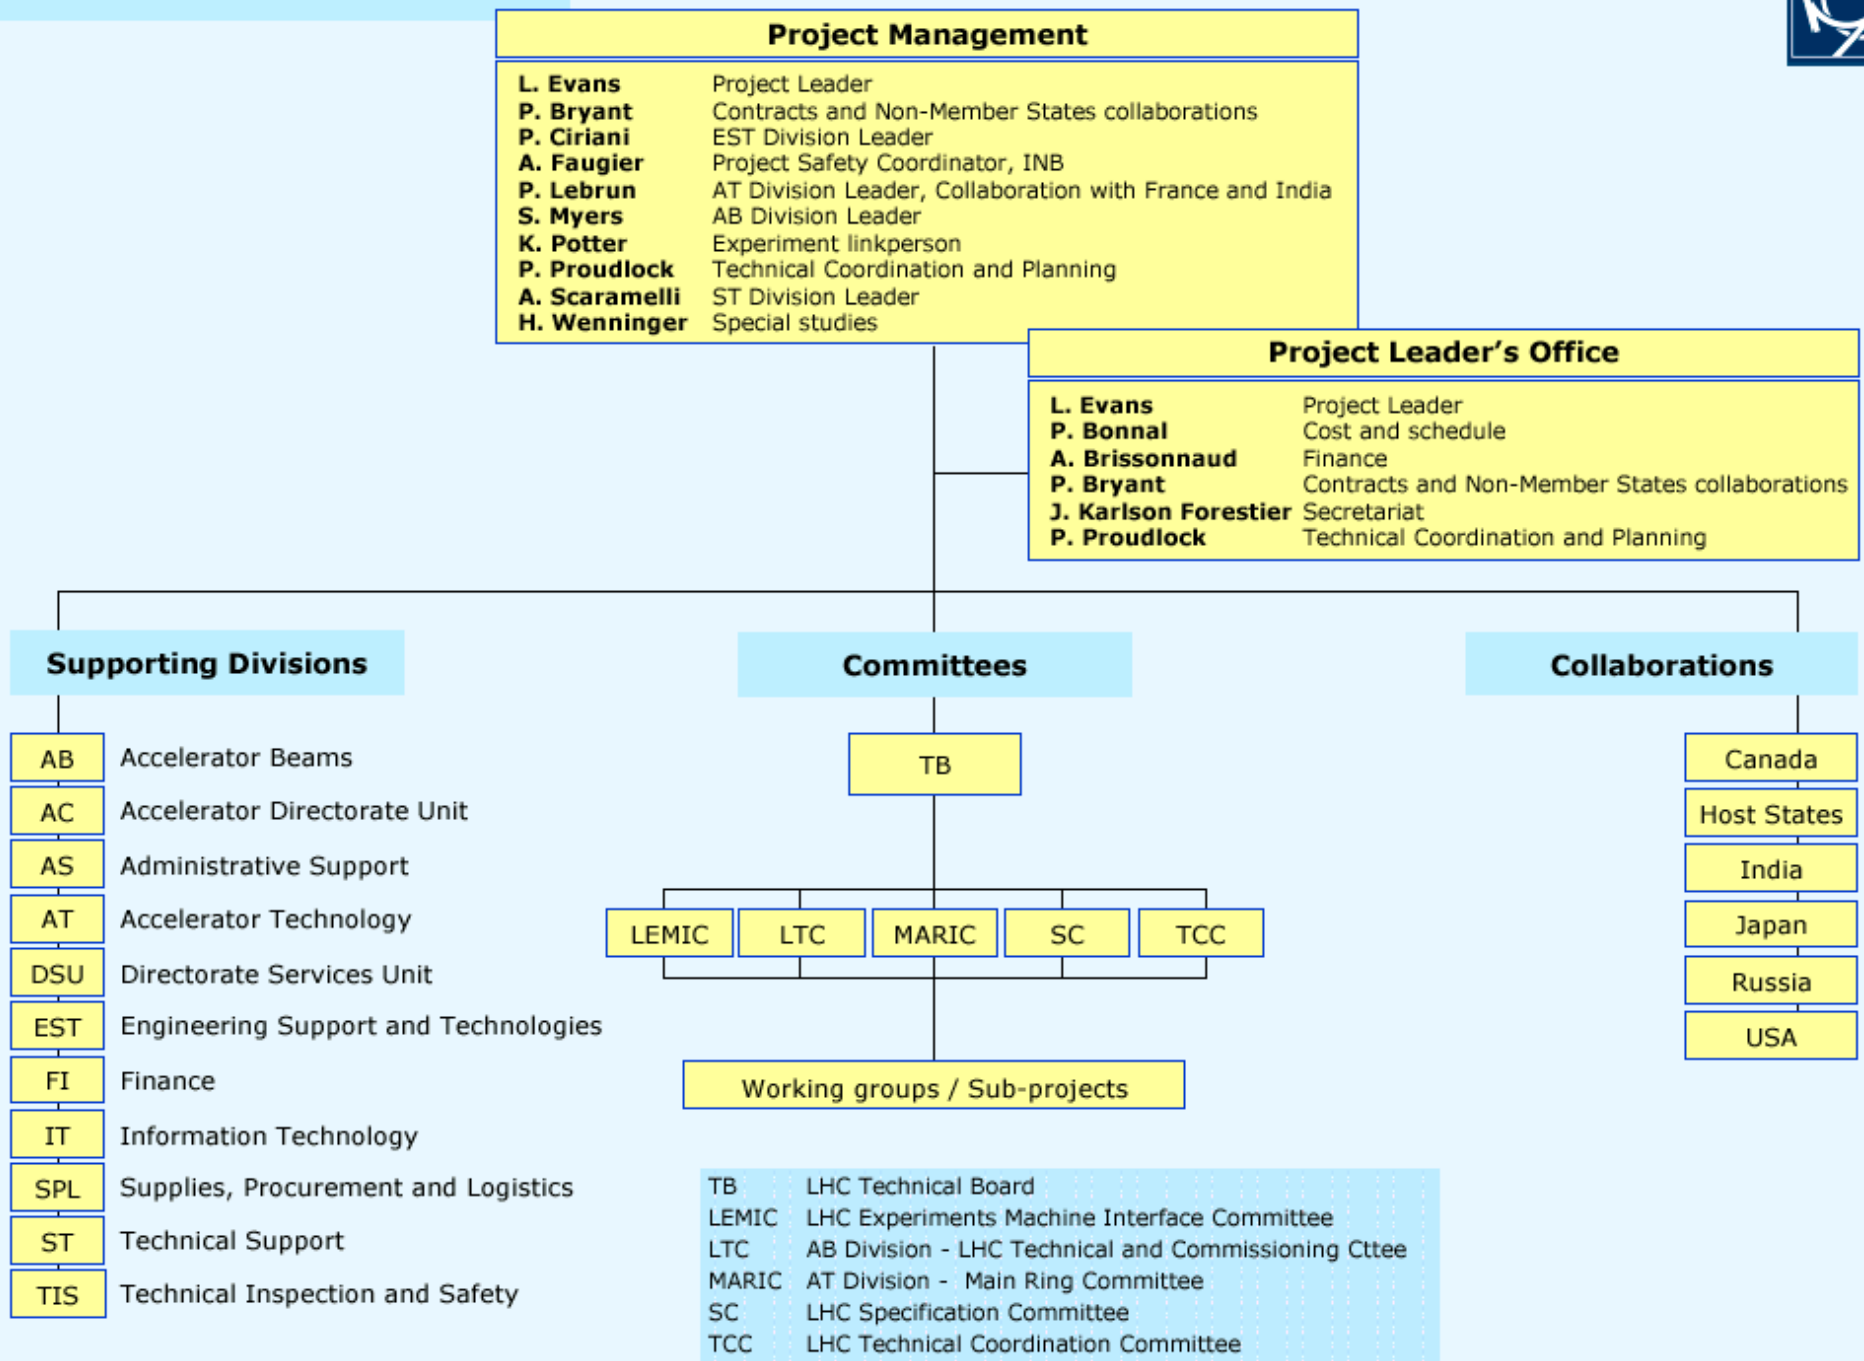 Project Management
L. Evans Project Leader
P. Bryant Contracts and Non-Member States collaborations
P. Ciriani EST Division Leader
A. Faugier Project Safety Coordinator, INB
P. Lebrun AT Division Leader, Collaboration with France and India
S. Myers AB Division Leader
K. Potter Experiment linkperson
P. Proudlock Technical Coordination and Planning
A. Scaramelli ST Division Leader
H. Wenninger Special studies
Project Leader’s Office
L. Evans Project Leader
P. Bonnal Cost and schedule
A. Brissonnaud Finance
P. Bryant Contracts and Non-Member States collaborations
J. Karlson Forestier Secretariat
P. Proudlock Technical Coordination and Planning
Supporting Divisions
AB Accelerator Beams
AC Accelerator Directorate Unit
AS Administrative Support
AT Accelerator Technology
DSU Directorate Services Unit
EST Engineering Support and Technologies
FI Finance
IT Information Technology
SPL Supplies, Procurement and Logistics
ST Technical Support
TIS Technical Inspection and Safety
Committees
TB
LEMIC LTC MARIC SC TCC
Working groups / Sub-projects
TB LHC Technical Board
LEMIC LHC Experiments Machine Interface Committee
LTC AB Division - LHC Technical and Commissioning Cttee
MARIC AT Division - Main Ring Committee
SC LHC Specification Committee
TCC LHC Technical Coordination Committee
Collaborations
Canada
Host States
India
Japan
Russia
USA